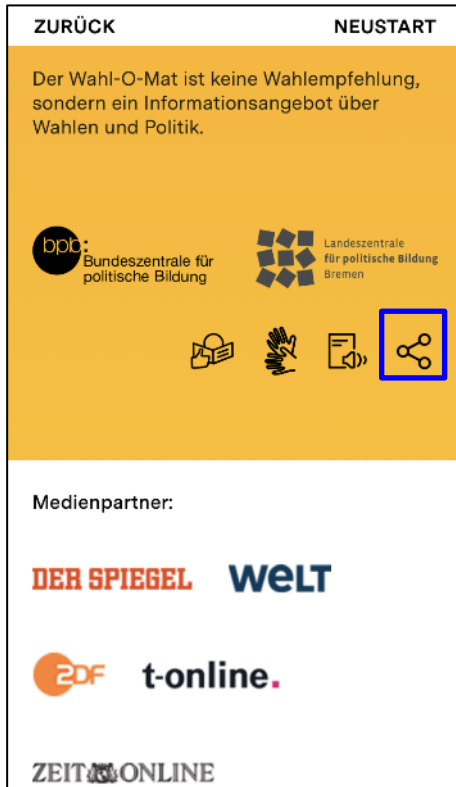 ZURÜCK NEUSTART
Der Wahl-O-Mat ist keine Wahlempfehlung,
sondern ein Informationsangebot über
Wahlen und Politik.
bpb:
Bundeszentrale für
politische Bildung
Landeszentrale
für politische Bildung
Bremen
Medienpartner:
DER SPIEGEL WELT
ZDF t-online.
ZEIT ONLINE